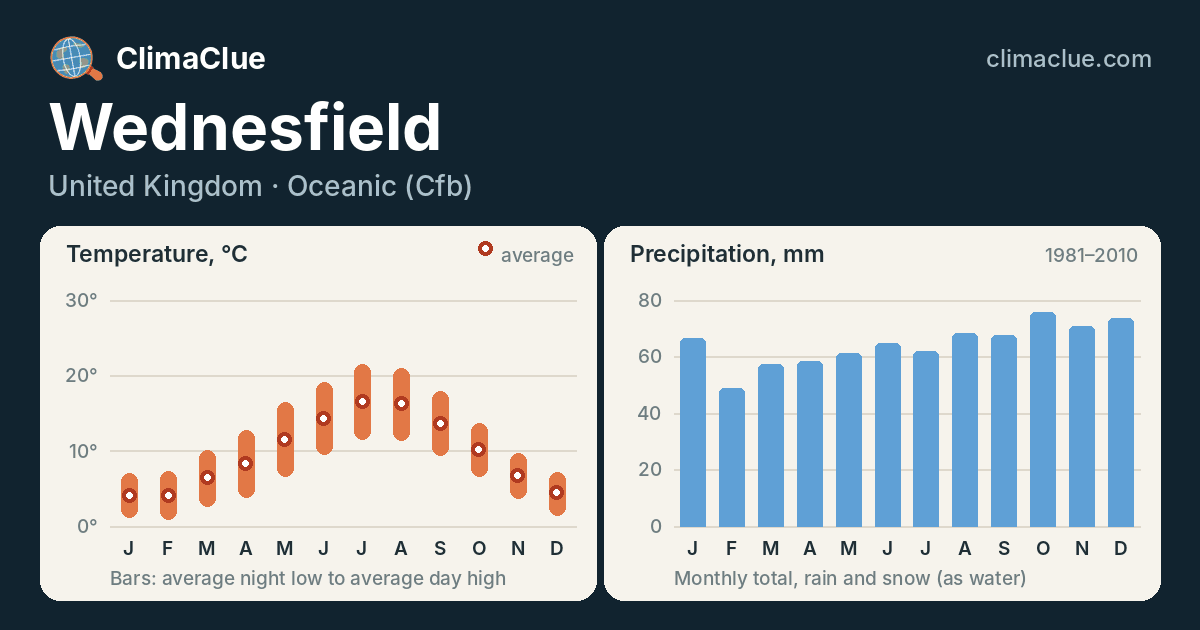 ClimaClue
climaclue.com
Wednesfield
United Kingdom · Oceanic (Cfb)
Temperature, °C
average
30°
20°
10°
0°
J F M A M J J A S O N D
Bars: average night low to average day high
Precipitation, mm
1981–2010
80
60
40
20
0
J F M A M J J A S O N D
Monthly total, rain and snow (as water)